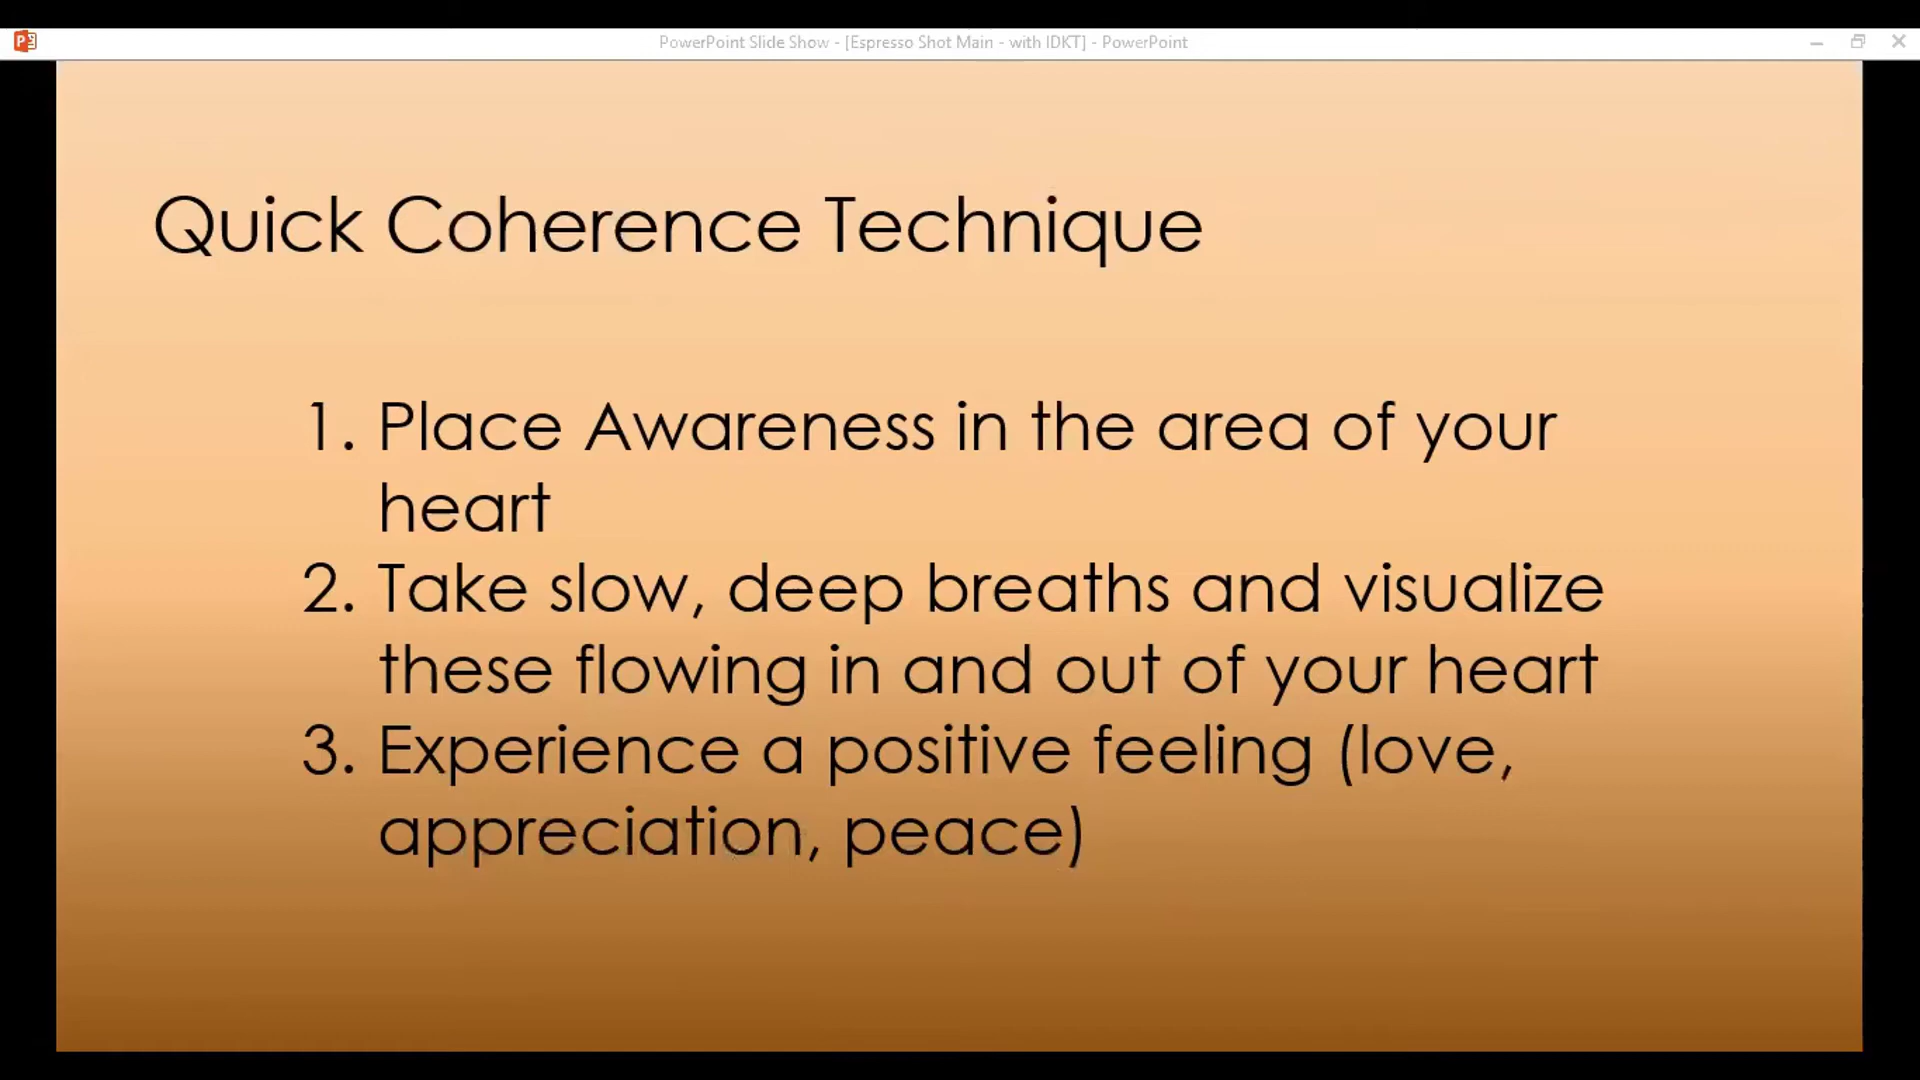 PowerPoint Slide Show - [Espresso Shot Main - with IDKT] - PowerPoint
Quick Coherence Technique
1. Place Awareness in the area of your
heart
2. Take slow, deep breaths and visualize
these flowing in and out of your heart
3. Experience a positive feeling (love,
appreciation, peace)